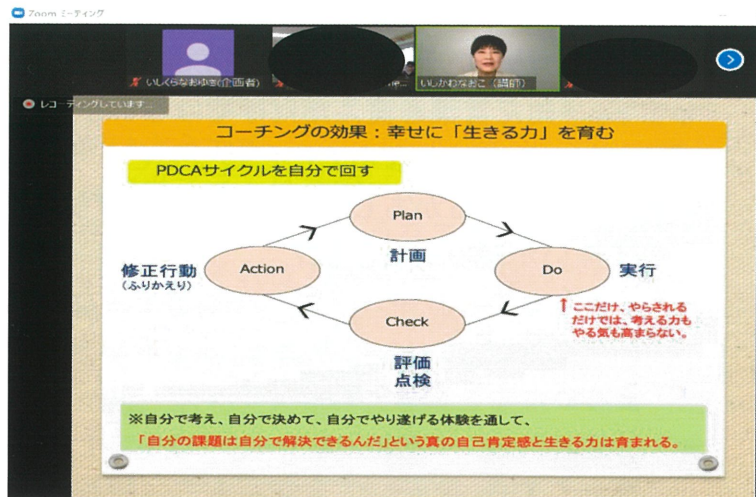 Zoom ミーティング
いしくらなおゆき(企画者)
いしかわなおこ（講師）
レコーディングしています...
コーチングの効果：幸せに「生きる力」を育む
PDCAサイクルを自分で回す
Plan
計画
修正行動
（ふりかえり）
Action
Do
実行
Check
評価
点検
↑ ここだけ、やらされる
だけでは、考える力も
やる気も高まらない。
※自分で考え、自分で決めて、自分でやり遂げる体験を通して、
「自分の課題は自分で解決できるんだ」という真の自己肯定感と生きる力は育まれる。